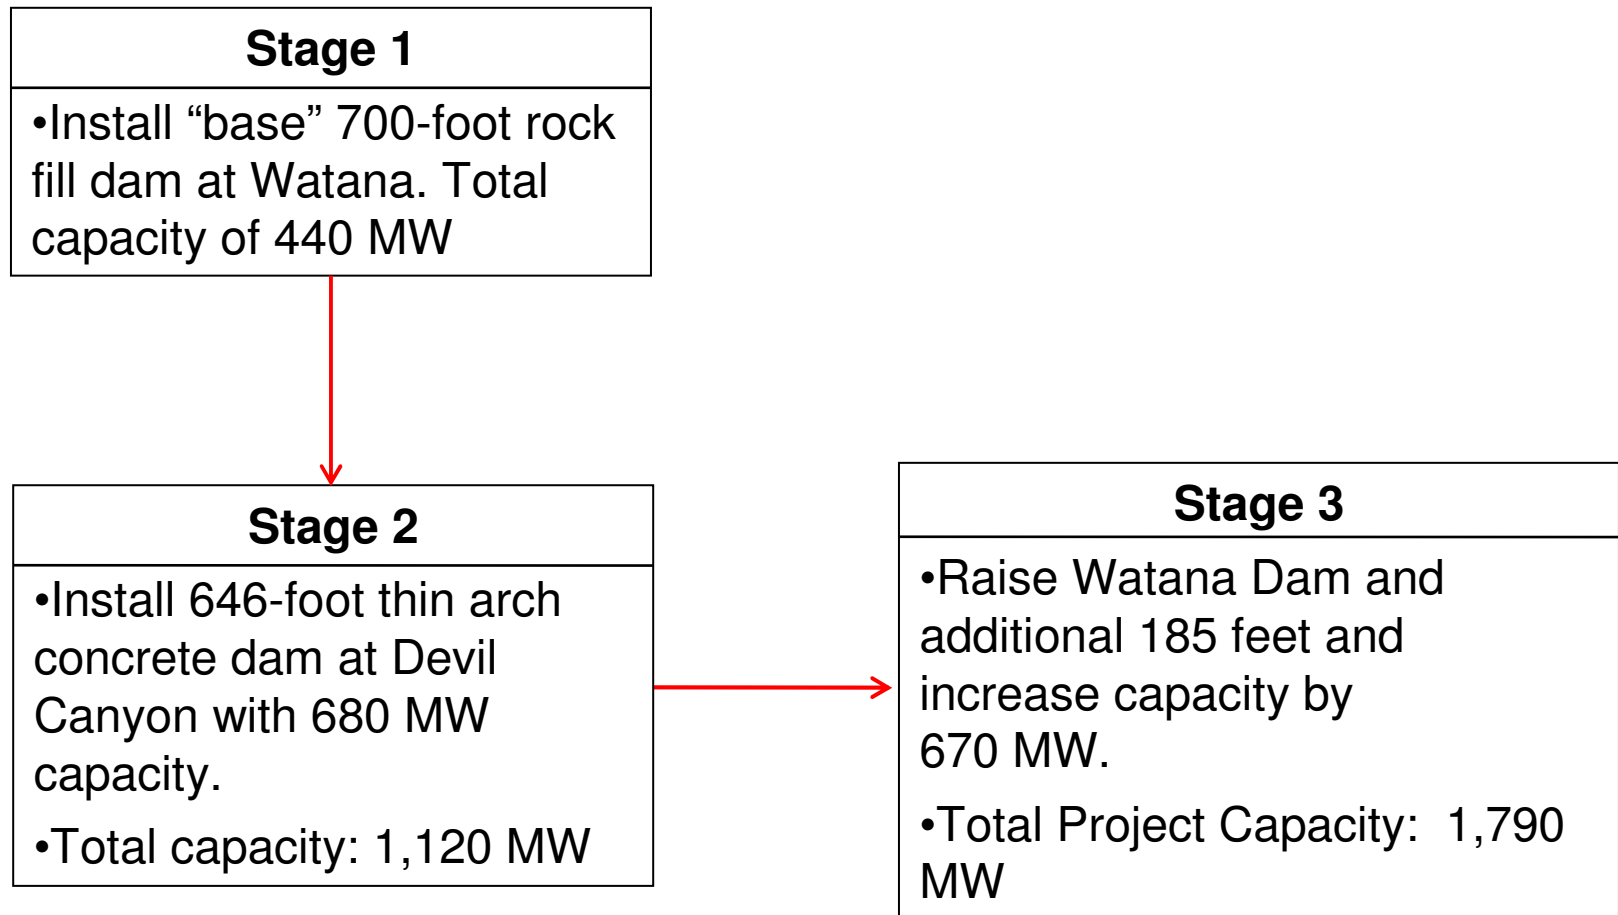 Stage 1
•Install “base” 700-foot rock
fill dam at Watana. Total
capacity of 440 MW
Stage 2
•Install 646-foot thin arch
concrete dam at Devil
Canyon with 680 MW
capacity.
•Total capacity: 1,120 MW
Stage 3
•Raise Watana Dam and
additional 185 feet and
increase capacity by
670 MW.
•Total Project Capacity:  1,790
MW